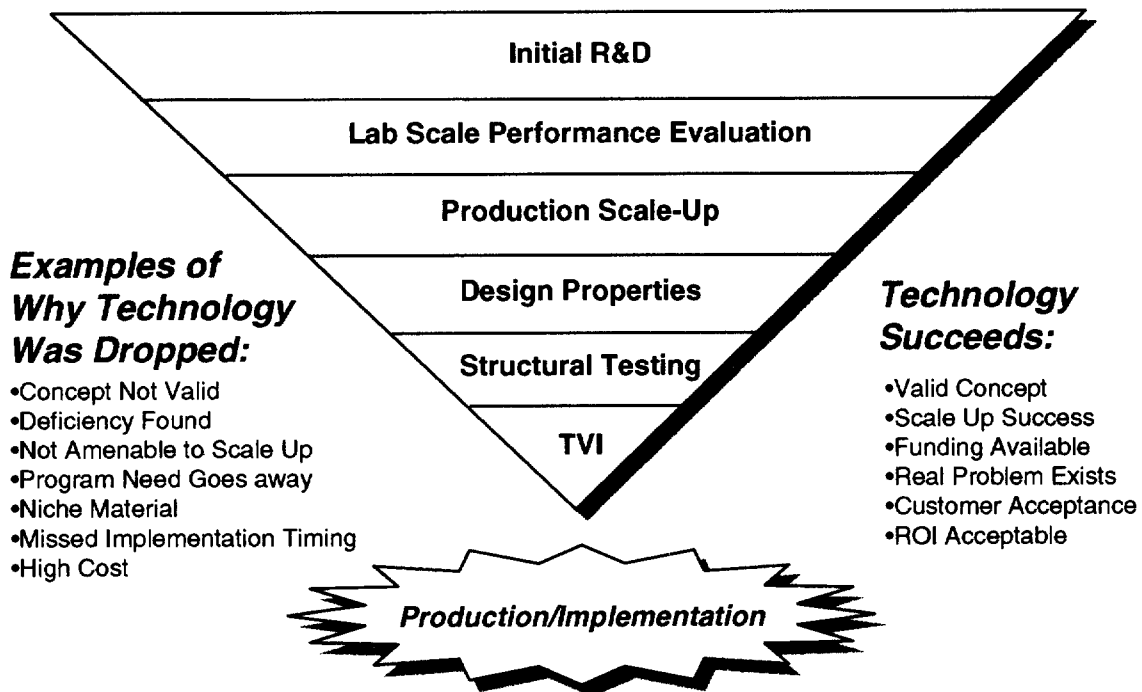 Initial R&D
Lab Scale Performance Evaluation
Production Scale-Up
Design Properties
Structural Testing
TVI
Examples of
Why Technology
Was Dropped:
•Concept Not Valid
•Deficiency Found
•Not Amenable to Scale Up
•Program Need Goes away
•Niche Material
•Missed Implementation Timing
•High Cost
Technology
Succeeds:
•Valid Concept
•Scale Up Success
•Funding Available
•Real Problem Exists
•Customer Acceptance
•ROI Acceptable
Production/Implementation